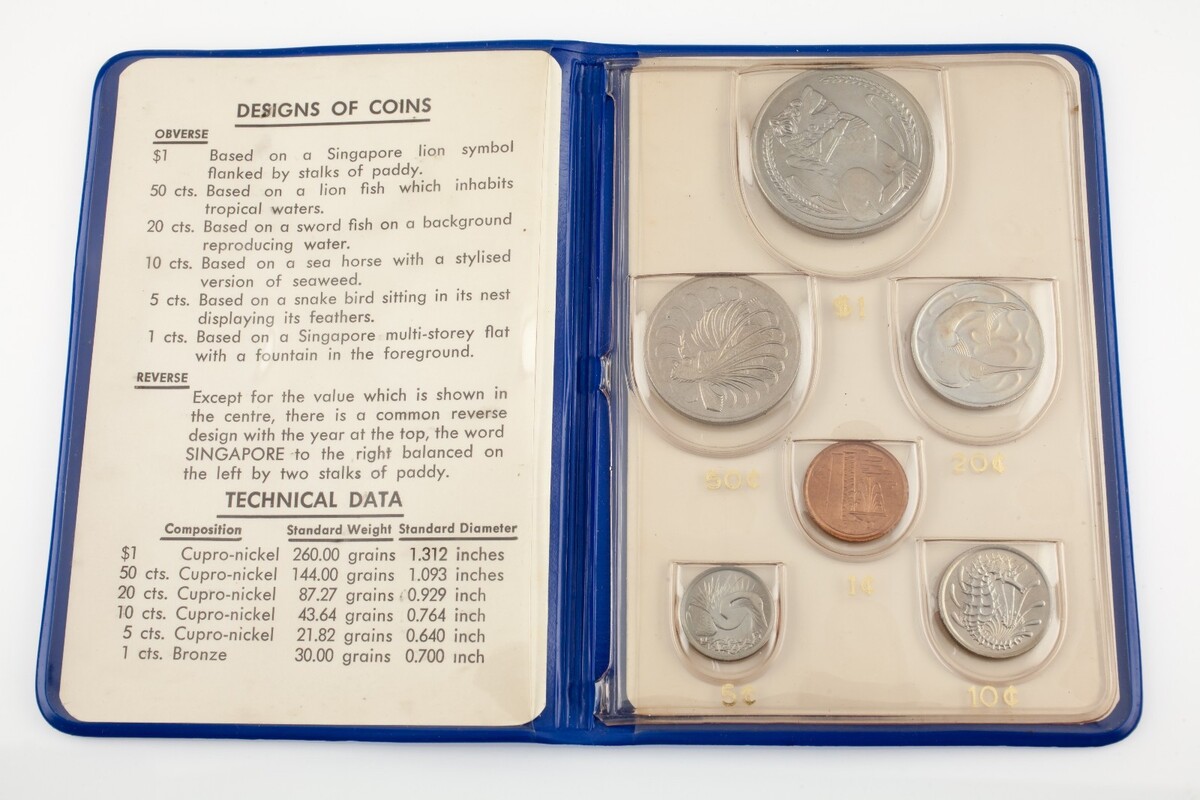 DESIGNS OF COINS
OBVERSE
$1 Based on a Singapore lion symbol
flanked by stalks of paddy.
50 cts. Based on a lion fish which inhabits
tropical waters.
20 cts. Based on a sword fish on a background
reproducing water.
10 cts. Based on a sea horse with a stylised
version of seaweed.
5 cts. Based on a snake bird sitting in its nest
displaying its feathers.
1 cts. Based on a Singapore multi-storey flat
with a fountain in the foreground.
REVERSE
Except for the value which is shown in
the centre, there is a common reverse
design with the year at the top, the word
SINGAPORE to the right balanced on
the left by two stalks of paddy.
TECHNICAL DATA
Composition Standard Weight Standard Diameter
$1 Cupro-nickel 260.00 grains 1.312 inches
50 cts. Cupro-nickel 144.00 grains 1.093 inches
20 cts. Cupro-nickel 87.27 grains 0.929 inch
10 cts. Cupro-nickel 43.64 grains 0.764 inch
5 cts. Cupro-nickel 21.82 grains 0.640 inch
1 cts. Bronze 30.00 grains 0.700 inch
$1
50¢
20¢
1¢
5¢
10¢